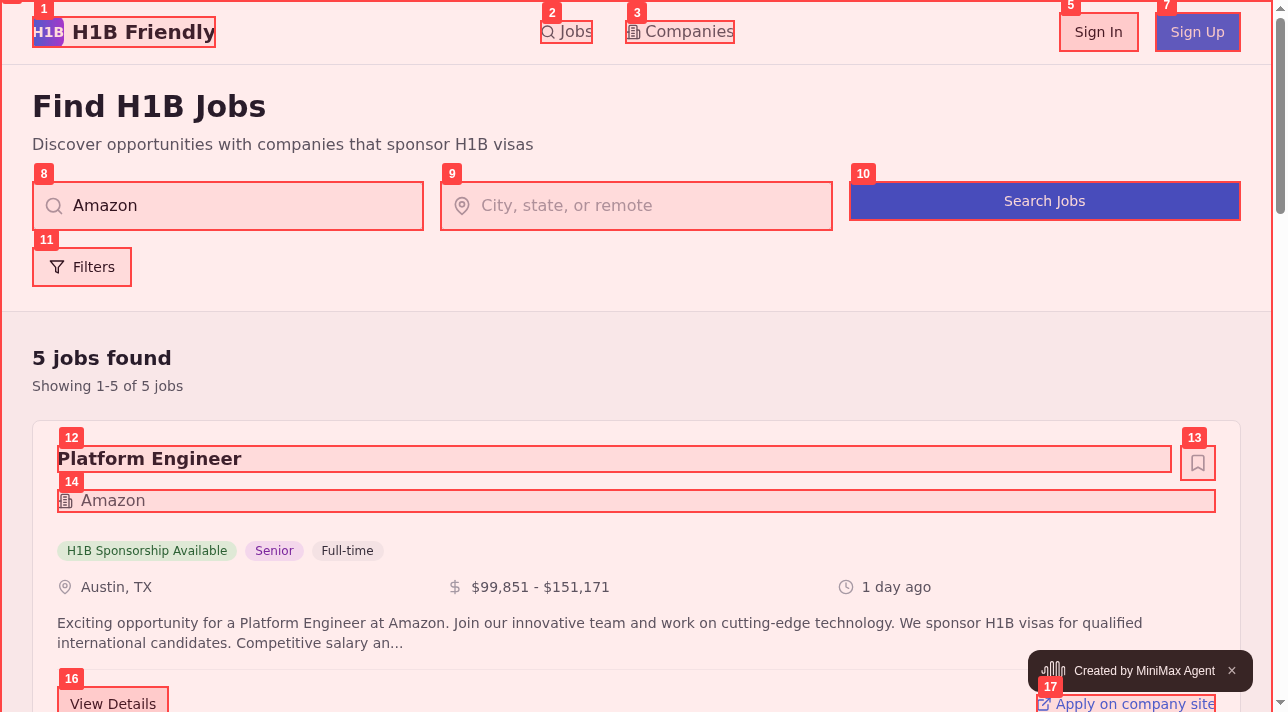 1
2
3
5
7
H1B H1B Friendly
Jobs
Companies
Sign In
Sign Up
Find H1B Jobs
Discover opportunities with companies that sponsor H1B visas
8
9
10
Amazon
City, state, or remote
Search Jobs
11
Filters
5 jobs found
Showing 1-5 of 5 jobs
12
13
Platform Engineer
14
Amazon
H1B Sponsorship Available
Senior
Full-time
Austin, TX
$99,851 - $151,171
1 day ago
Exciting opportunity for a Platform Engineer at Amazon. Join our innovative team and work on cutting-edge technology. We sponsor H1B visas for qualified
international candidates. Competitive salary an...
Created by MiniMax Agent ×
16
17
View Details
Apply on company site